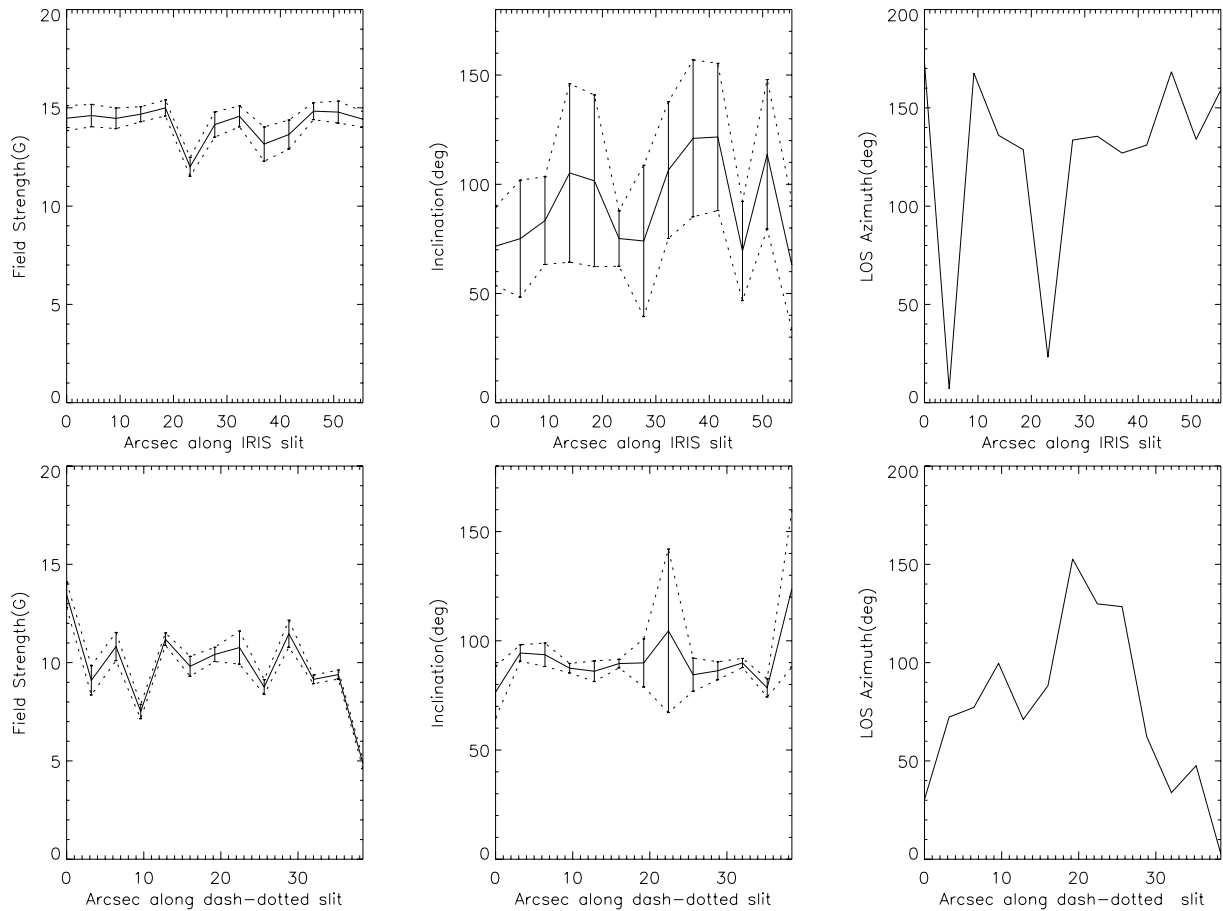 20
15
10
5
0
Field Strength(G)
0 10 20 30 40 50
Arcsec along IRIS slit
150
100
50
0
Inclination(deg)
0 10 20 30 40 50
Arcsec along IRIS slit
200
150
100
50
0
LOS Azimuth(deg)
0 10 20 30 40 50
Arcsec along IRIS slit
20
15
10
5
0
Field Strength(G)
0 10 20 30
Arcsec along dash-dotted slit
150
100
50
0
Inclination(deg)
0 10 20 30
Arcsec along dash-dotted slit
200
150
100
50
0
LOS Azimuth(deg)
0 10 20 30
Arcsec along dash-dotted slit